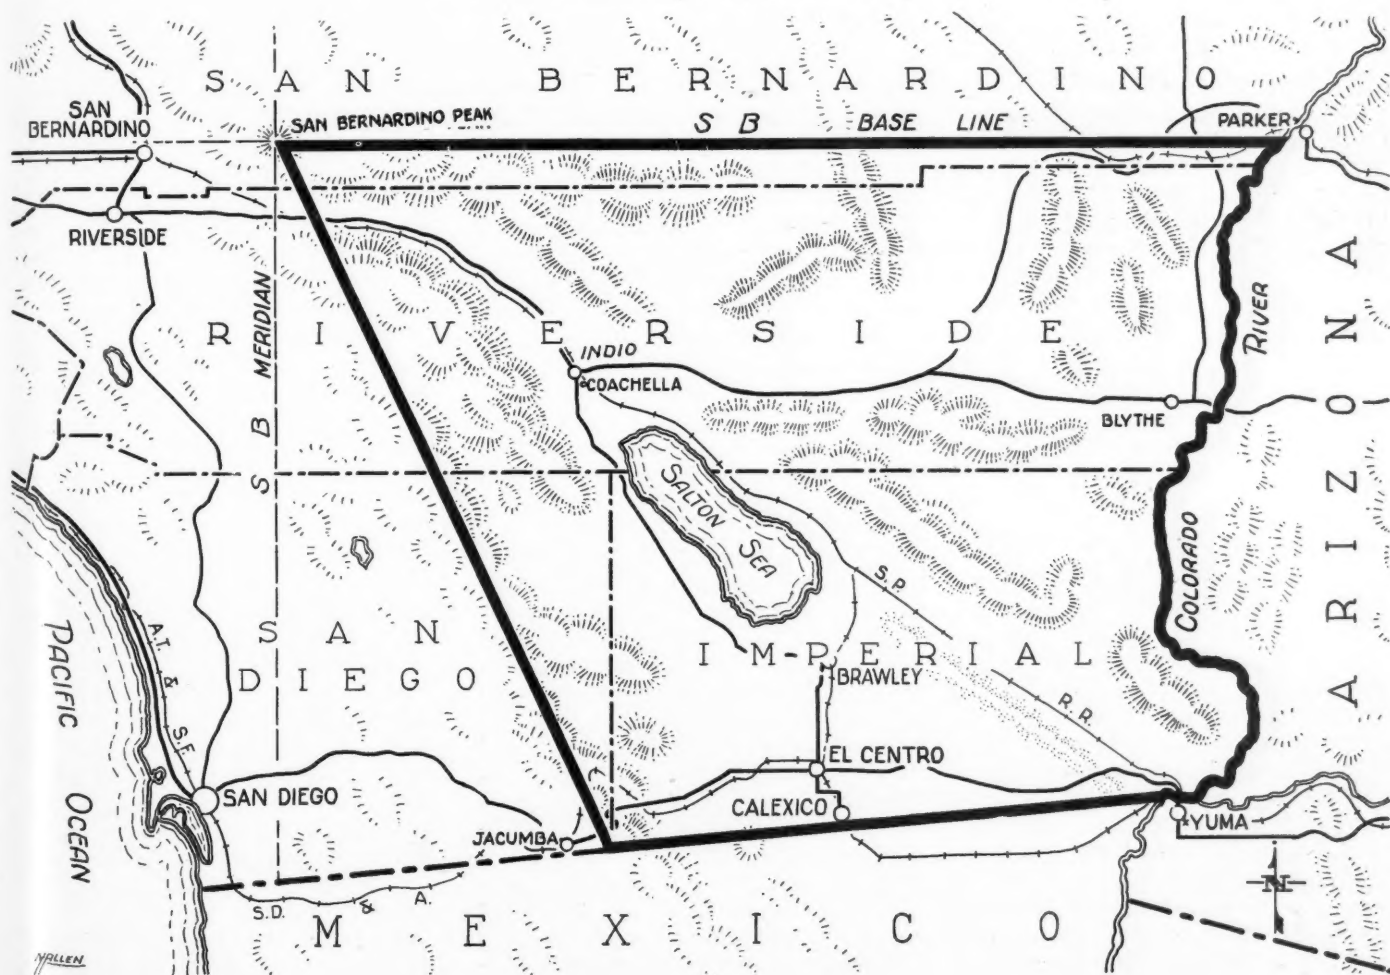 SAN BERNARDINO
SAN
BERNARDINO
SAN BERNARDINO PEAK
S B BASE LINE
PARKER
RIVERSIDE
S B MERIDIAN
RIVERSIDE
INDIO
COACHELLA
BLYTHE
RIVER
COLORADO
ARIZONA
SALTON
SEA
S.P.
R.R.
SAN
DIEGO
IMPERIAL
BRAWLEY
PACIFIC
OCEAN
A.T. & S.F.
SAN DIEGO
EL CENTRO
CALEXICO
JACUMBA
YUMA
S.D. & A.
N
MEXICO
N.ALLEN